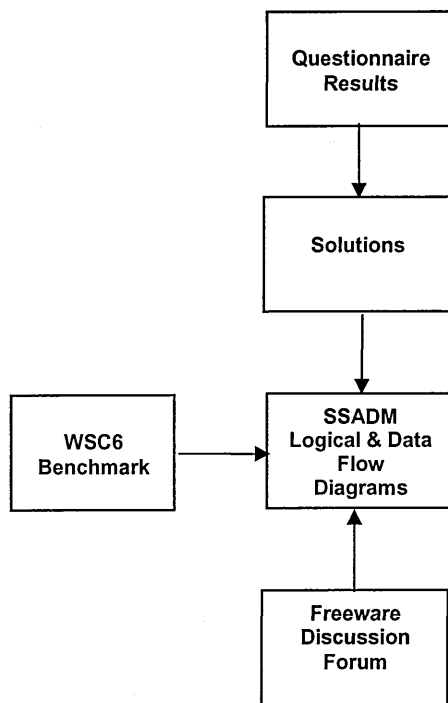 Questionnaire
Results
Solutions
WSC6
Benchmark
SSADM
Logical & Data
Flow
Diagrams
Freeware
Discussion
Forum